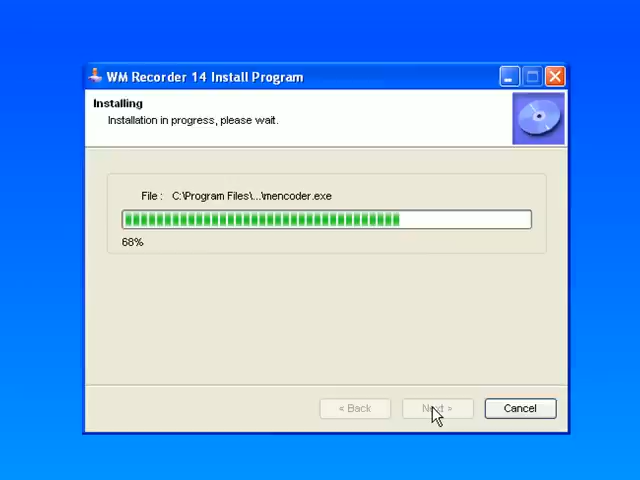 WM Recorder 14 Install Program
Installing
Installation in progress, please wait.
File : C:\Program Files\...\mencoder.exe
68%
< Back Next > Cancel